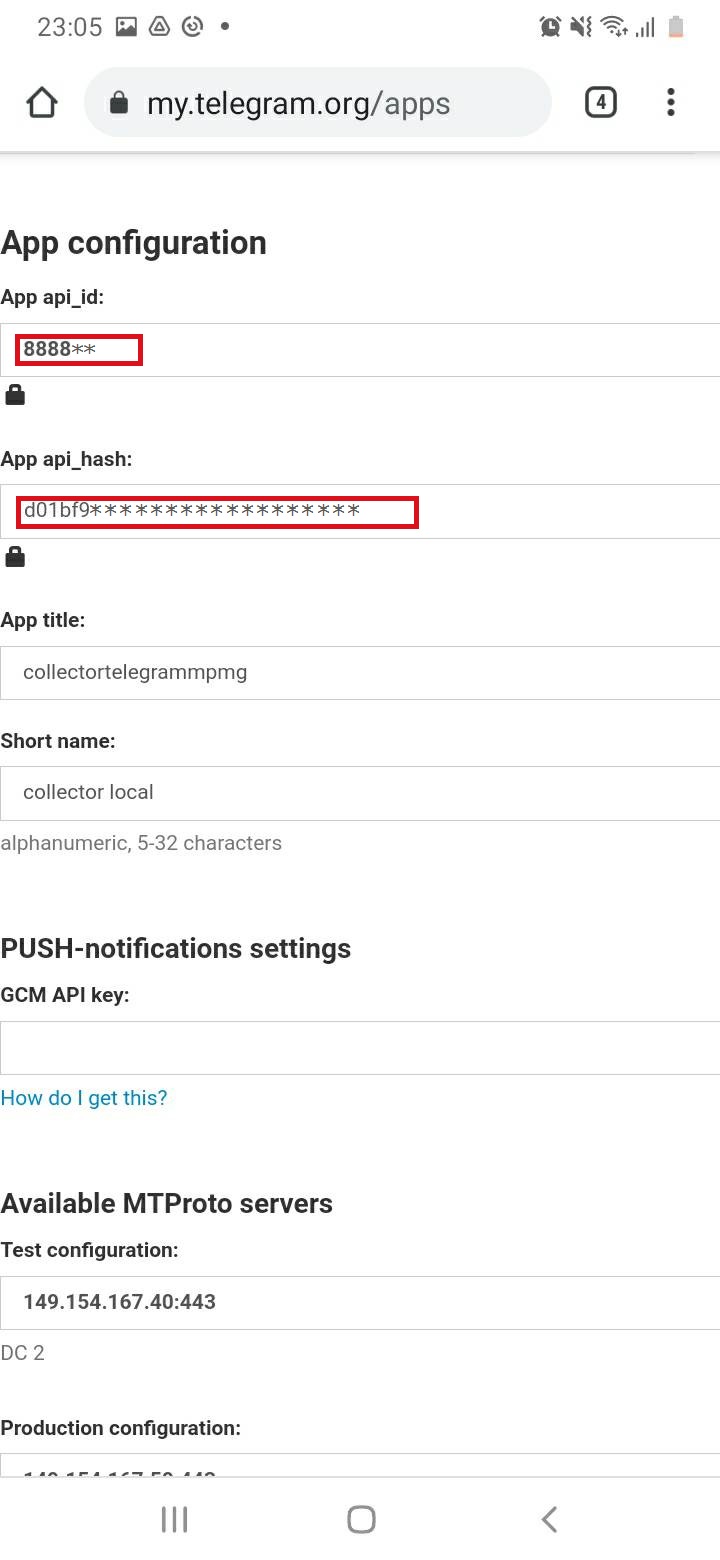 23:05
my.telegram.org/apps
4
App configuration
App api_id:
8888**
App api_hash:
d01bf9******************
App title:
collectortelegrammpmg
Short name:
collector local
alphanumeric, 5-32 characters
PUSH-notifications settings
GCM API key:
How do I get this?
Available MTProto servers
Test configuration:
149.154.167.40:443
DC 2
Production configuration: